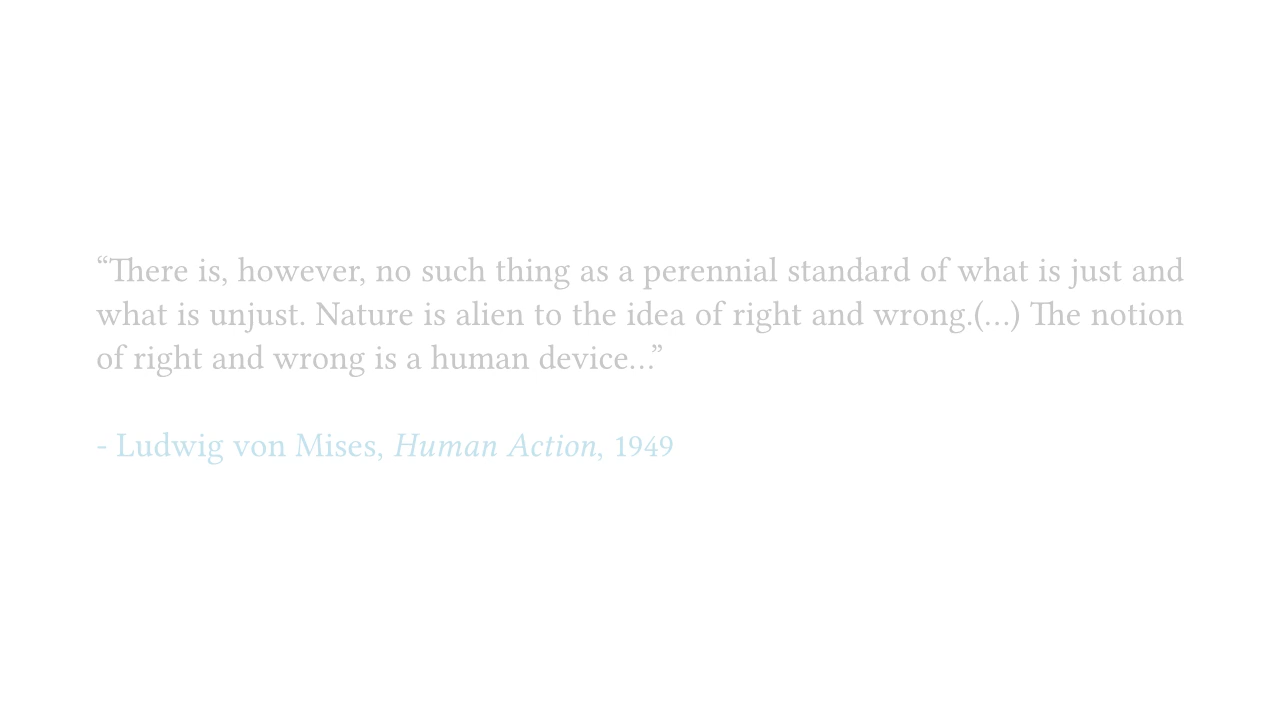 “There is, however, no such thing as a perennial standard of what is just and
what is unjust. Nature is alien to the idea of right and wrong.(…) The notion
of right and wrong is a human device…”
- Ludwig von Mises, Human Action, 1949